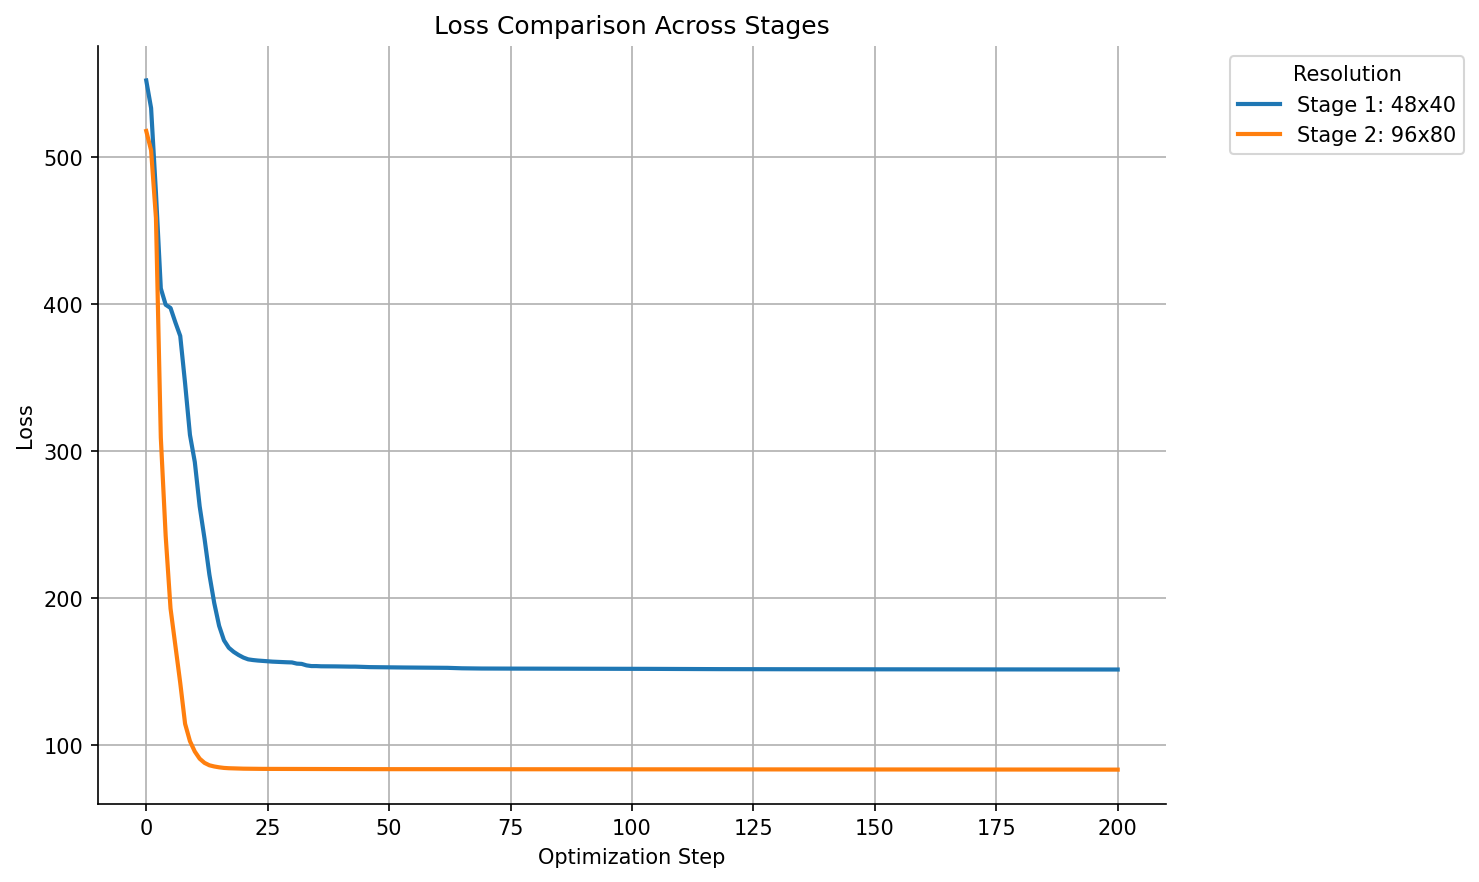 Loss Comparison Across Stages
Resolution
Stage 1: 48x40
Stage 2: 96x80
Loss
500
400
300
200
100
0 25 50 75 100 125 150 175 200
Optimization Step